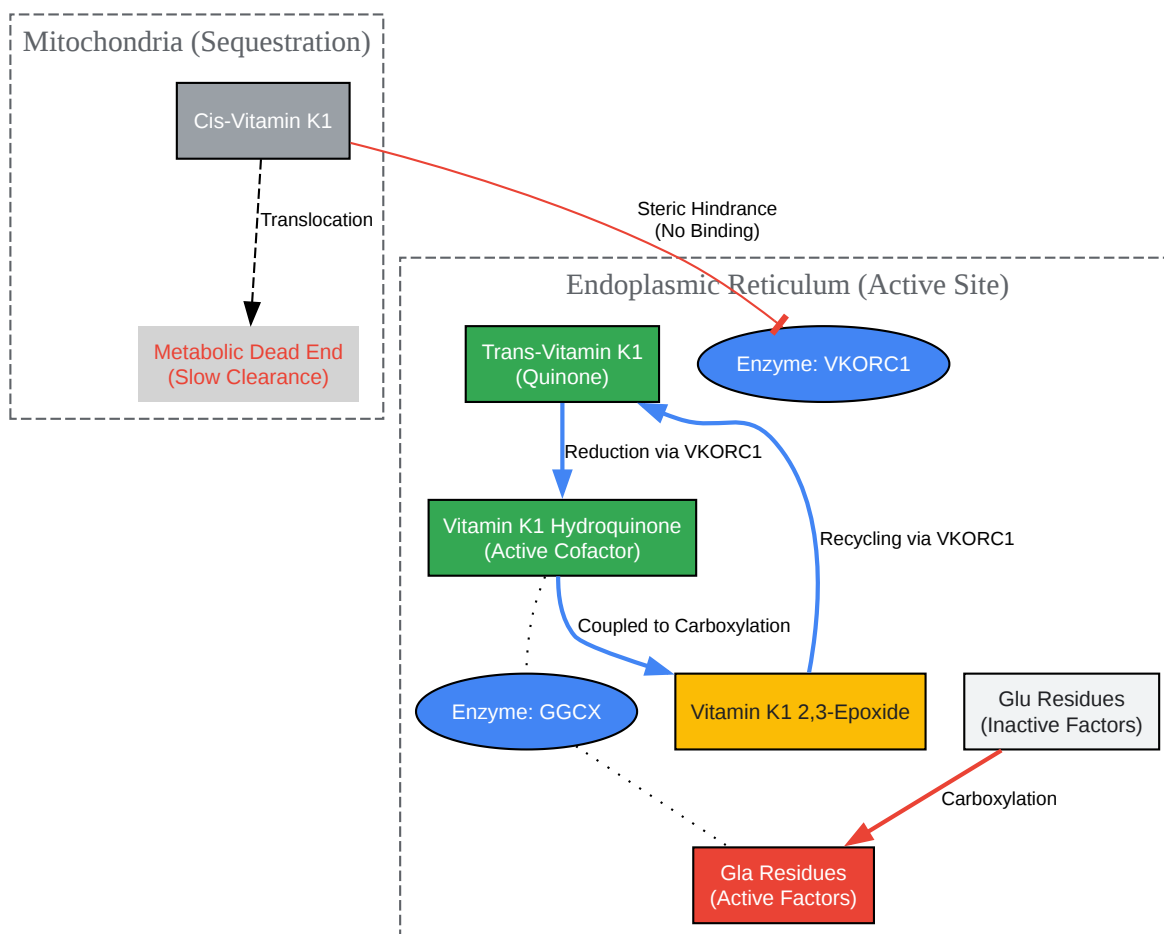 Mitochondria (Sequestration)
Cis-Vitamin K1
Translocation
Metabolic Dead End
(Slow Clearance)
Steric Hindrance
(No Binding)
Endoplasmic Reticulum (Active Site)
Trans-Vitamin K1
(Quinone)
Enzyme: VKORC1
Reduction via VKORC1
Vitamin K1 Hydroquinone
(Active Cofactor)
Recycling via VKORC1
Coupled to Carboxylation
Enzyme: GGCX
Vitamin K1 2,3-Epoxide
Glu Residues
(Inactive Factors)
Carboxylation
Gla Residues
(Active Factors)